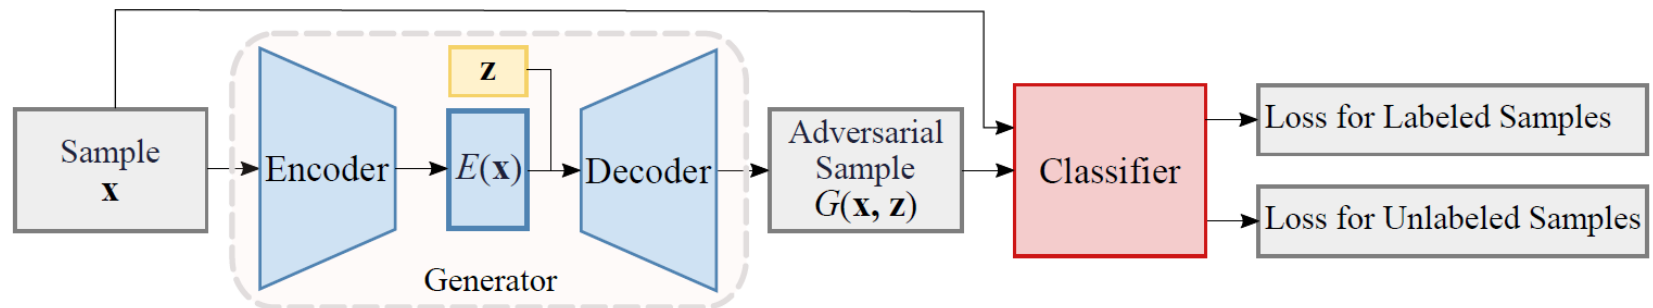 Sample
x
Encoder
z
E(x)
Decoder
Generator
Adversarial
Sample
G(x, z)
Classifier
Loss for Labeled Samples
Loss for Unlabeled Samples